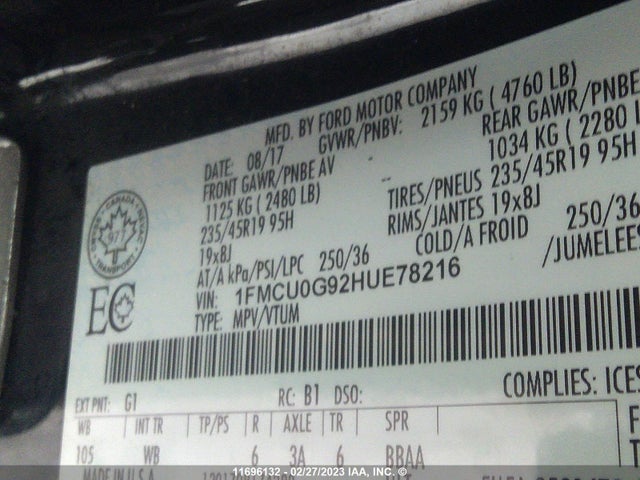 MFD. BY FORD MOTOR COMPANY
DATE: 08/17 GVWR/PNBV: 2159 KG ( 4760 LB)
FRONT GAWR/PNBE AV REAR GAWR/PNBE
1125 KG ( 2480 LB) 1034 KG ( 2280
235/45R19 95H TIRES/PNEUS 235/45R19 95H
19x8J RIMS/JANTES 19x8J
AT/A kPa/PSI/LPC 250/36 COLD/A FROID 250/36
VIN: 1FMCU0G92HUE78216 /JUMELEES
TYPE: MPV/VTUM
CANADA TRANSPORT
EC
COMPLIES: ICES
EXT PNT: G1 RC: B1 DSO:
WB INT TR TP/PS R AXLE TR SPR
105 WB 6 3A 6 BBAA
MADE IN U.S.A.
11696132 - 02/27/2023 IAA, INC. ©